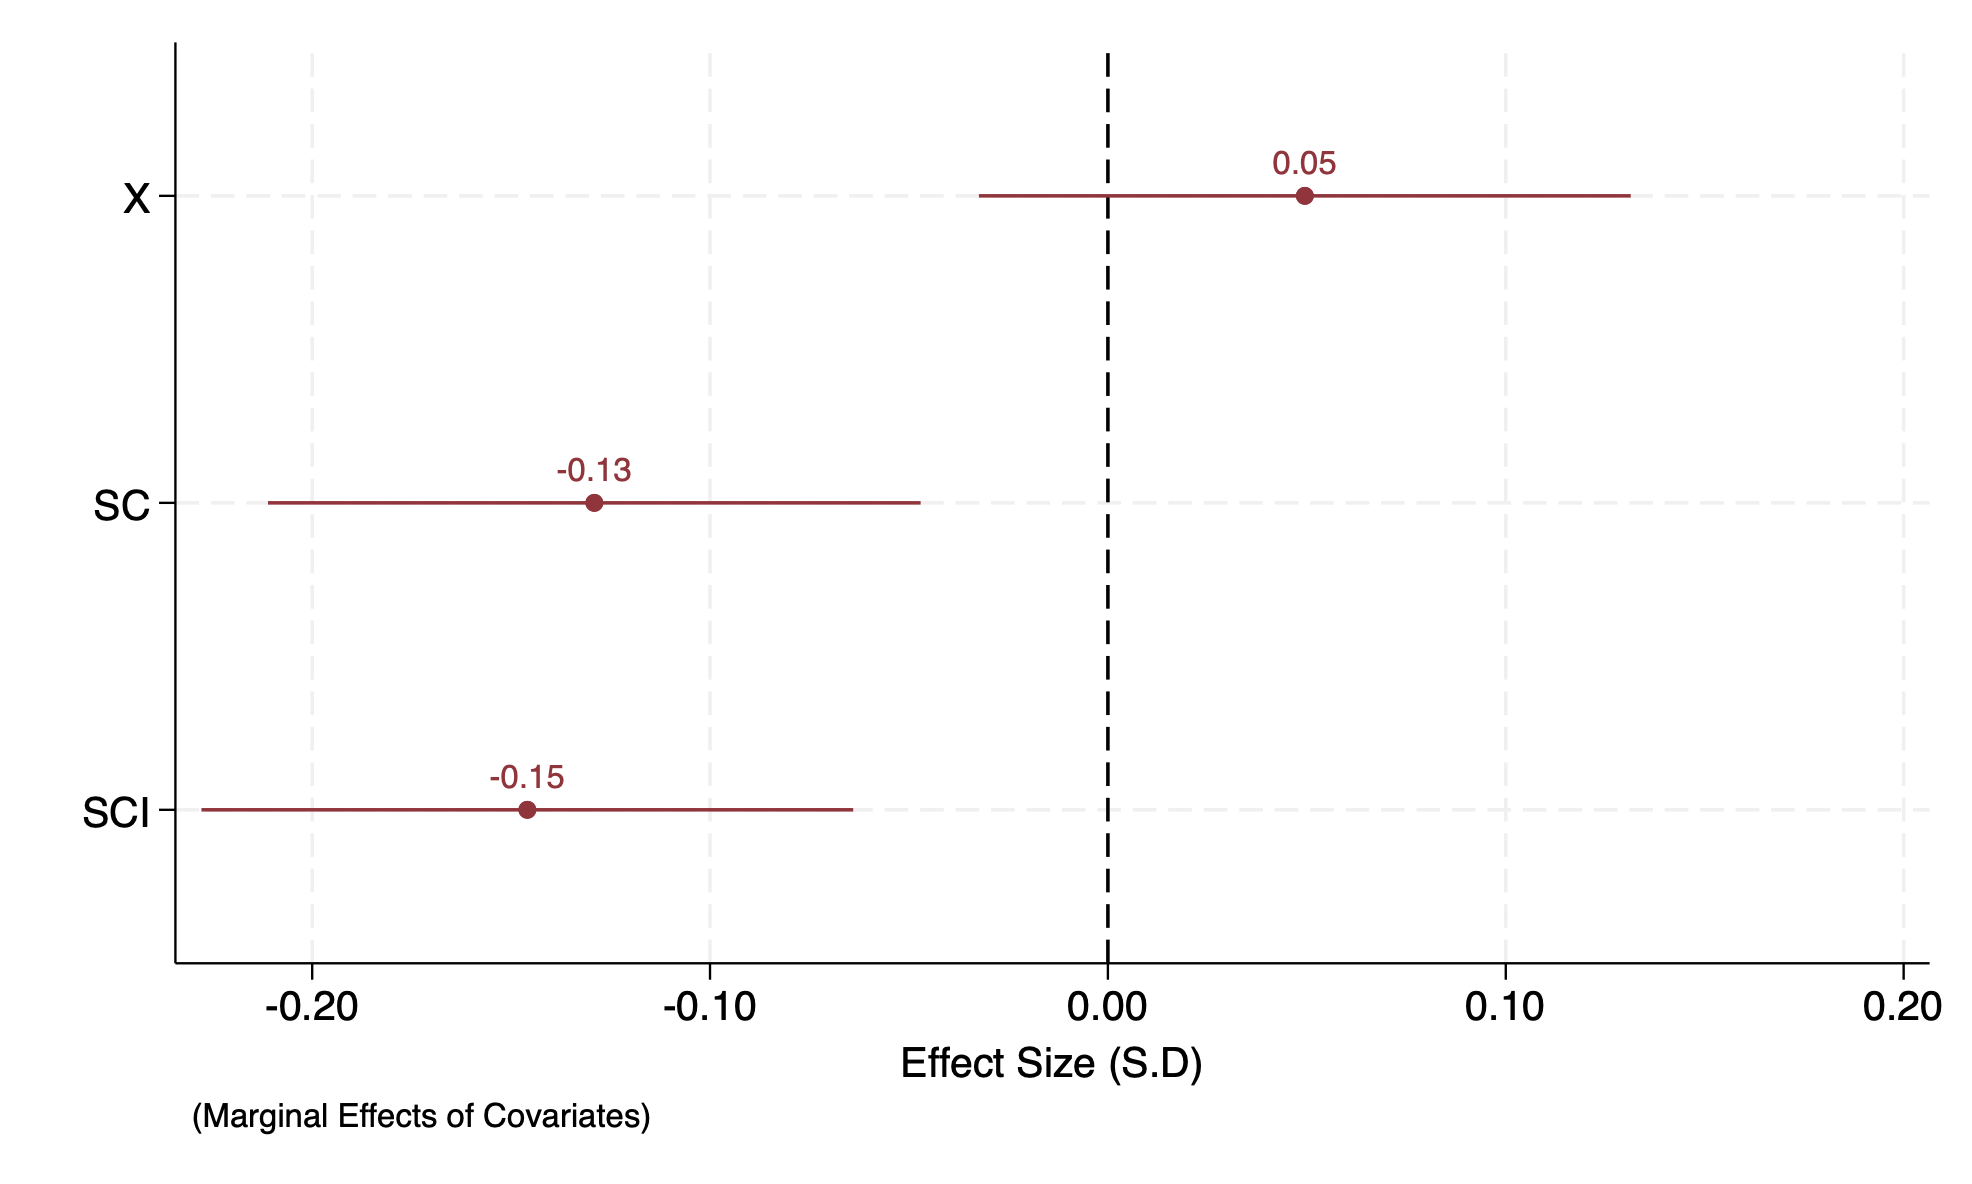 0.05
X
-0.13
SC
-0.15
SCI
-0.20 -0.10 0.00 0.10 0.20
Effect Size (S.D)
(Marginal Effects of Covariates)